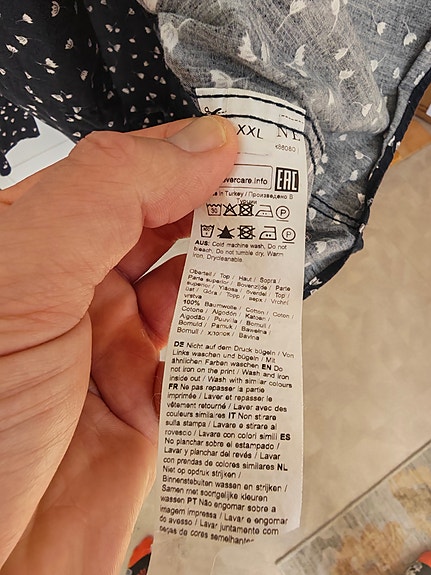 XXL NL
88080
vercare.info EAC
in Turkey / Произведено В
Турции
AUS: Cold machine wash, Do not
bleach, Do not tumble dry, Warm
Iron, Drycleanable.
Oberteil / Top / Haut / Sopra /
Parte superior / Bovenzijde / Parte
superior / Yläosa / överdel / Top /
üst / Góra / Topp / верх / Vrchní
vrstva
100% Baumwolle / Cotton / Coton /
Cotone / Algodón / Katoen /
Algodão / Puuvilla / Bomull /
Bomuld / Pamuk / Bawełna /
Bomull / хлопок / Bavlna
DE Nicht auf dem Druck bügeln / Von
Links waschen und bügeln / Mit
ähnlichen Farben waschen EN Do
not iron on the print / Wash and iron
inside out / Wash with similar colours
FR Ne pas repasser la partie
imprimée / Laver et repasser le
vêtement retourné / Laver avec des
couleurs similaires IT Non stirare
sulla stampa / Lavare e stirare al
rovescio / Lavare con colori simili ES
No planchar sobre el estampado /
Lavar y planchar del revés / Lavar
con prendas de colores similares NL
Niet op opdruk strijken /
Binnenstebuiten wassen en strijken /
Samen met soortgelijke kleuren
wassen PT Não engomar sobre a
imagem impressa / Lavar e engomar
do avesso / Lavar juntamente com
peças de cores semelhantes